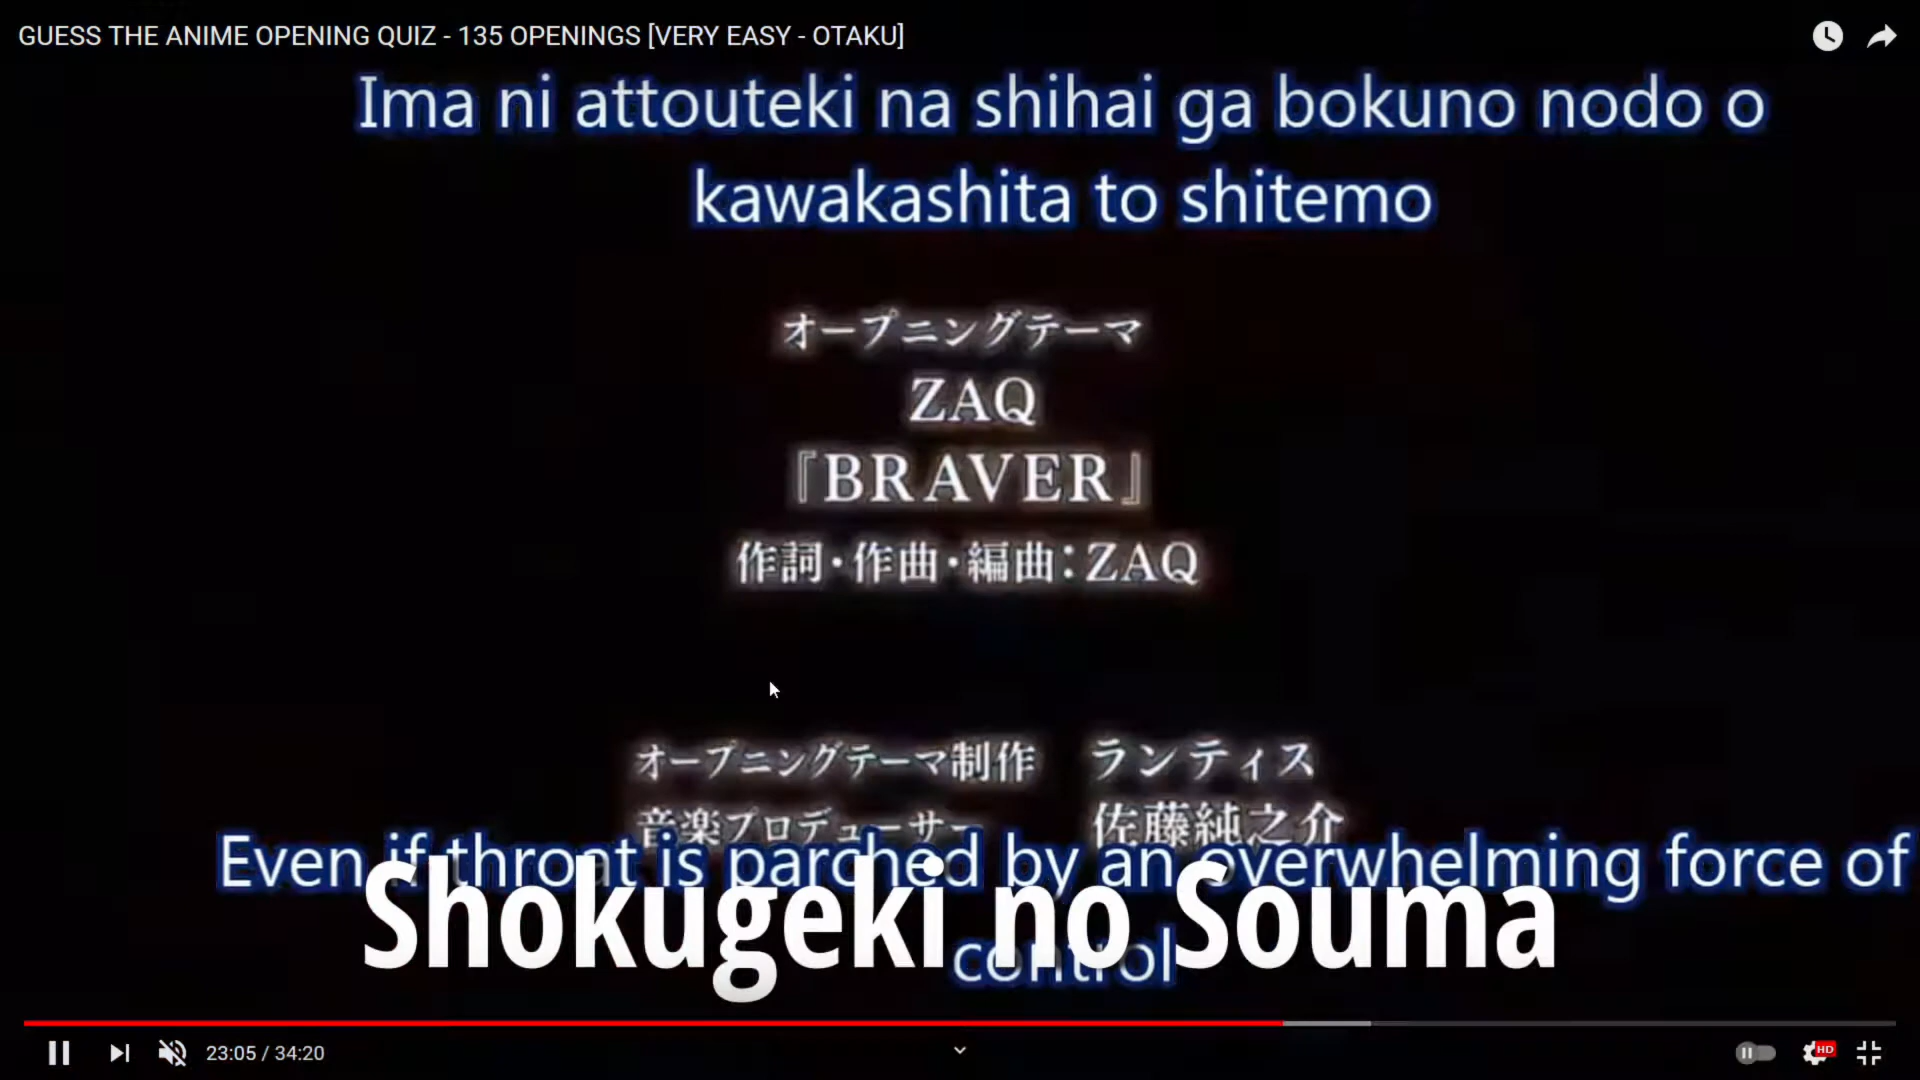 GUESS THE ANIME OPENING QUIZ - 135 OPENINGS [VERY EASY - OTAKU]
Ima ni attouteki na shihai ga bokuno nodo o
kawakashita to shitemo
オープニングテーマ
ZAQ
『BRAVER』
作詞・作曲・編曲：ZAQ
オープニングテーマ制作 ランティス
音楽プロデューサー 佐藤純之介
Even if throat is parched by an overwhelming force of
control
Shokugeki no Souma
23:05 / 34:20
HD